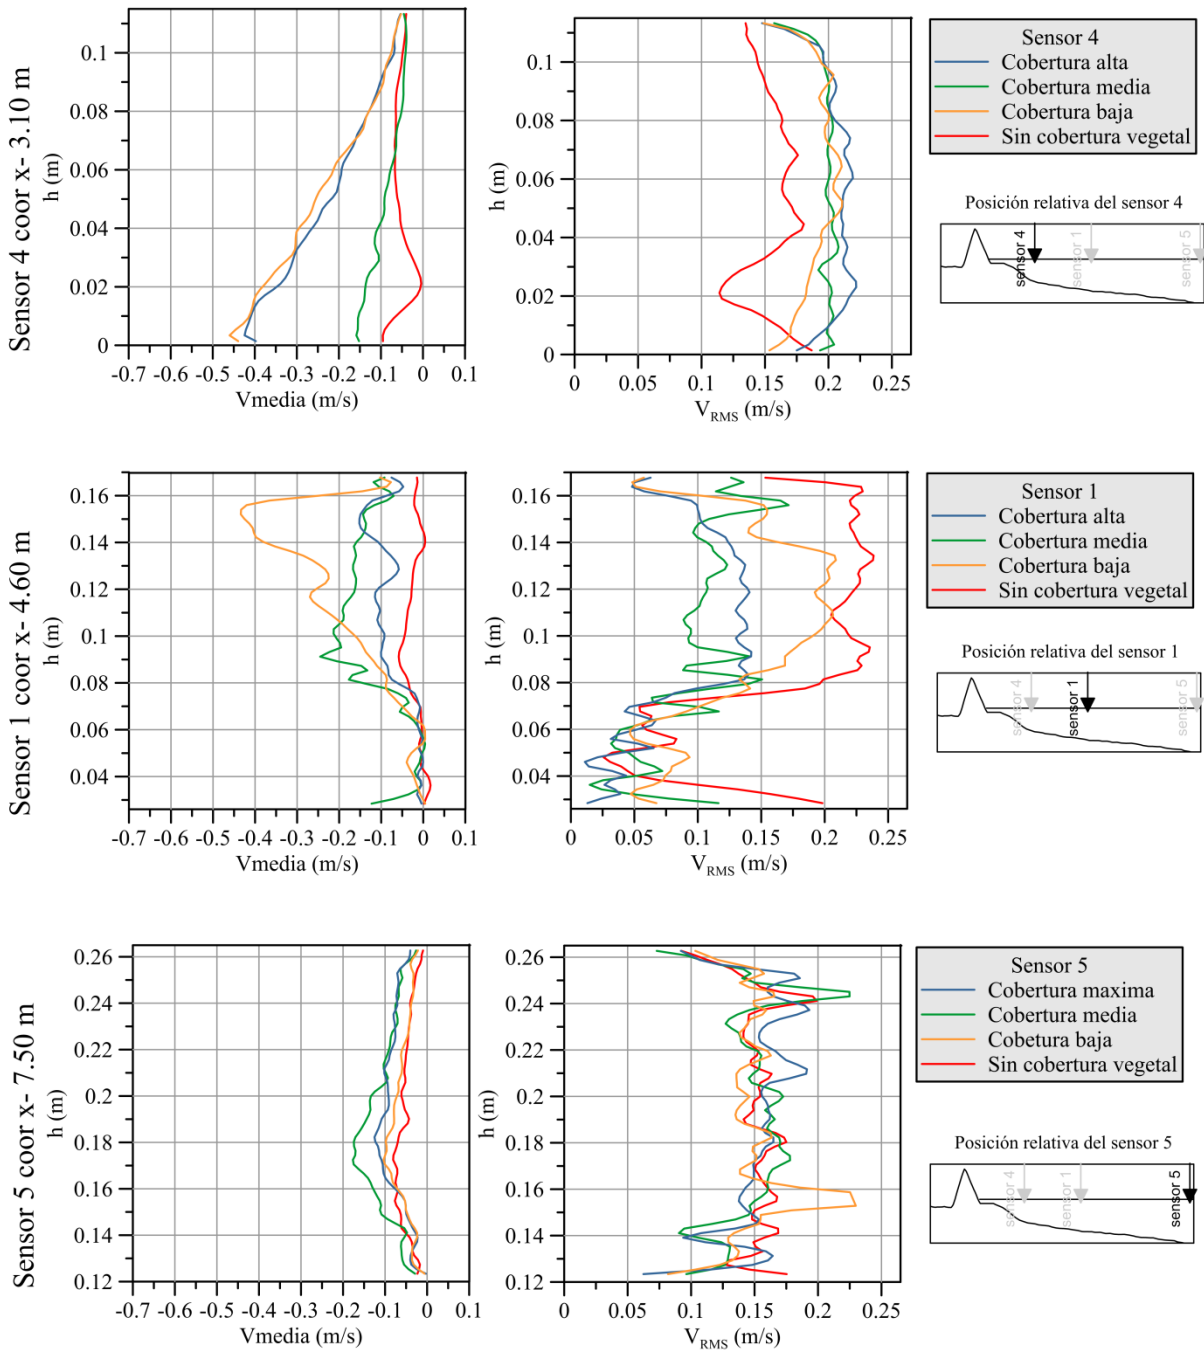 Sensor 4 coor x- 3.10 m
h (m)
0.1
0.08
0.06
0.04
0.02
0
-0.7 -0.6 -0.5 -0.4 -0.3 -0.2 -0.1 0 0.1
Vmedia (m/s)
h (m)
0.1
0.08
0.06
0.04
0.02
0
0 0.05 0.1 0.15 0.2 0.25
VRMS (m/s)
Sensor 4
Cobertura alta
Cobertura media
Cobertura baja
Sin cobertura vegetal
Posición relativa del sensor 4
sensor 4
sensor 1
sensor 5
Sensor 1 coor x- 4.60 m
h (m)
0.16
0.14
0.12
0.1
0.08
0.06
0.04
-0.7 -0.6 -0.5 -0.4 -0.3 -0.2 -0.1 0 0.1
Vmedia (m/s)
h (m)
0.16
0.14
0.12
0.1
0.08
0.06
0.04
0 0.05 0.1 0.15 0.2 0.25
VRMS (m/s)
Sensor 1
Cobertura alta
Cobertura media
Cobertura baja
Sin cobertura vegetal
Posición relativa del sensor 1
sensor 4
sensor 1
sensor 5
Sensor 5 coor x- 7.50 m
h (m)
0.26
0.24
0.22
0.2
0.18
0.16
0.14
0.12
-0.7 -0.6 -0.5 -0.4 -0.3 -0.2 -0.1 0 0.1
Vmedia (m/s)
h (m)
0.26
0.24
0.22
0.2
0.18
0.16
0.14
0.12
0 0.05 0.1 0.15 0.2 0.25
VRMS (m/s)
Sensor 5
Cobertura maxima
Cobertura media
Cobetura baja
Sin cobertura vegetal
Posición relativa del sensor 5
sensor 4
sensor 1
sensor 5